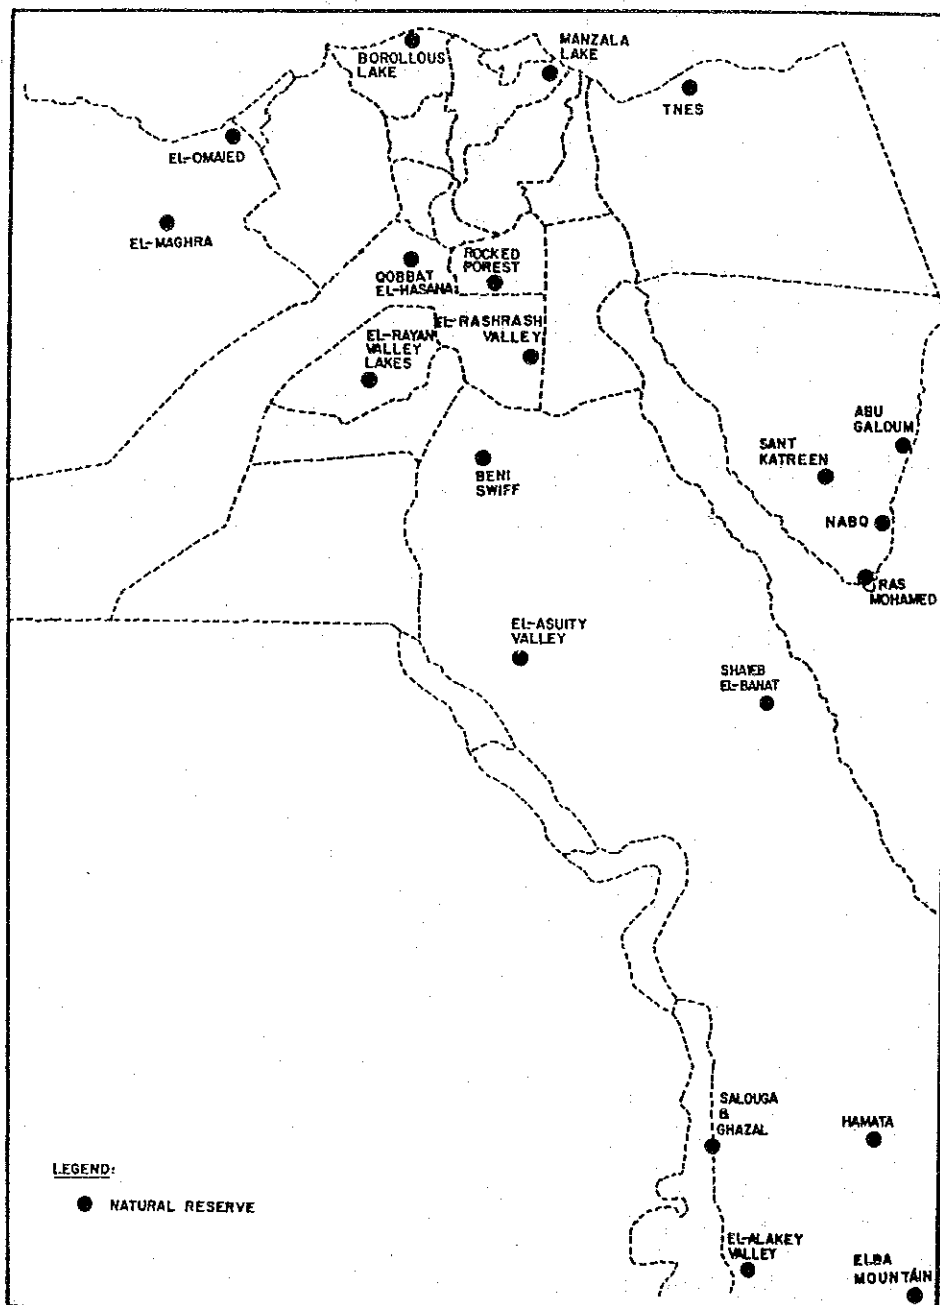 BOROLLOUS
LAKE
MANZALA
LAKE
TNES
EL-OMAIED
EL-MAGHRA
QOBBAT
EL-HASANA
ROCKED
POREST
EL-RASHRASH
VALLEY
EL-RAYAN
VALLEY
LAKES
ABU
GALOUM
SANT
KATREEN
BENI
SWIFF
NABQ
RAS
MOHAMED
EL-ASUITY
VALLEY
SHAIEB
EL-BANAT
SALOUGA
&
GHAZAL
HAMATA
LEGEND:
NATURAL RESERVE
EL-ALAKEY
VALLEY
ELBA
MOUNTAIN